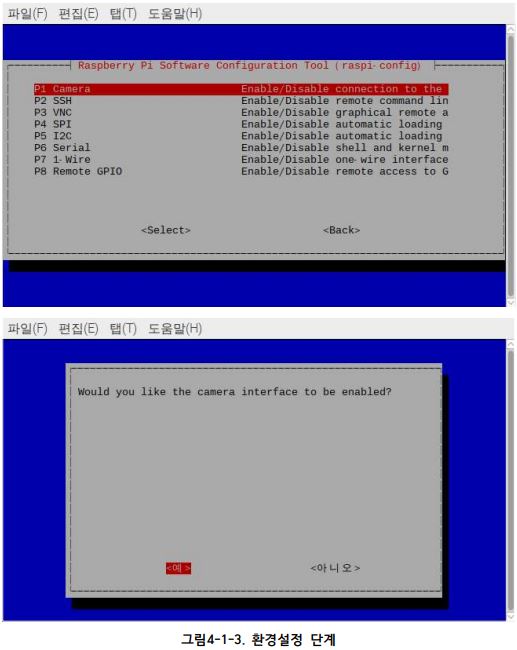 파일(F) 편집(E) 탭(T) 도움말(H)
Raspberry Pi Software Configuration Tool (raspi-config)
P1 Camera Enable/Disable connection to the
P2 SSH Enable/Disable remote command lin
P3 VNC Enable/Disable graphical remote a
P4 SPI Enable/Disable automatic loading
P5 I2C Enable/Disable automatic loading
P6 Serial Enable/Disable shell and kernel m
P7 1-Wire Enable/Disable one-wire interface
P8 Remote GPIO Enable/Disable remote access to G
<Select> <Back>
파일(F) 편집(E) 탭(T) 도움말(H)
Would you like the camera interface to be enabled?
<예> <아니오>
그림4-1-3. 환경설정 단계